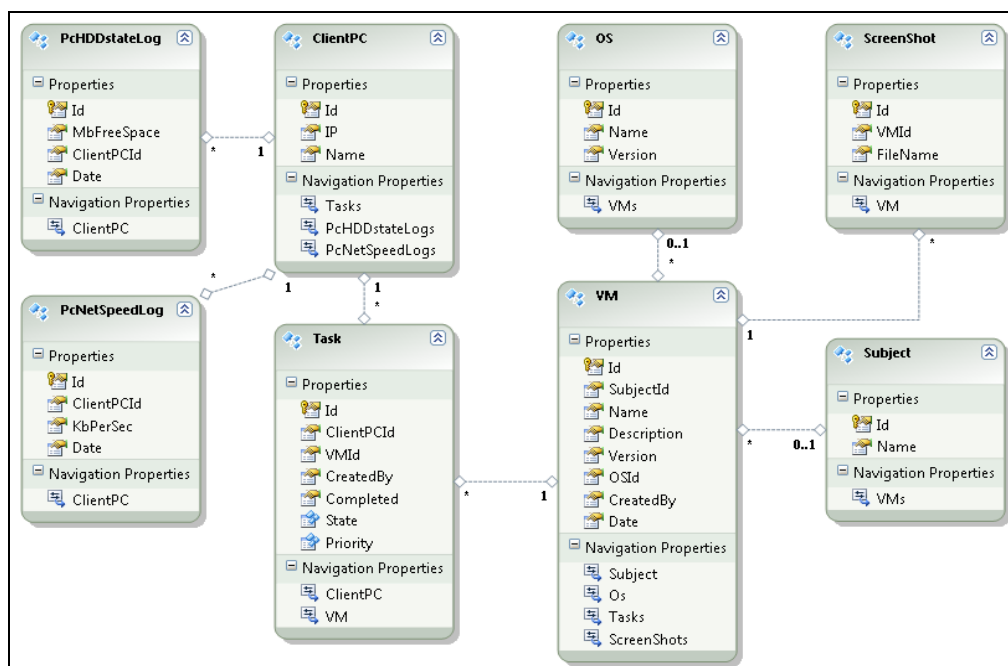 PcHDDstateLog
Properties
Id
MbFreeSpace
ClientPCId
Date
Navigation Properties
ClientPC
*
1
ClientPC
Properties
Id
IP
Name
Navigation Properties
Tasks
PcHDDstateLogs
PcNetSpeedLogs
OS
Properties
Id
Name
Version
Navigation Properties
VMs
ScreenShot
Properties
Id
VMId
FileName
Navigation Properties
VM
*
1
1
*
0..1
*
*
1
PcNetSpeedLog
Properties
Id
ClientPCId
KbPerSec
Date
Navigation Properties
ClientPC
Task
Properties
Id
ClientPCId
VMId
CreatedBy
Completed
State
Priority
Navigation Properties
ClientPC
VM
*
1
VM
Properties
Id
SubjectId
Name
Description
Version
OSId
CreatedBy
Date
Navigation Properties
Subject
Os
Tasks
ScreenShots
*
0..1
Subject
Properties
Id
Name
Navigation Properties
VMs